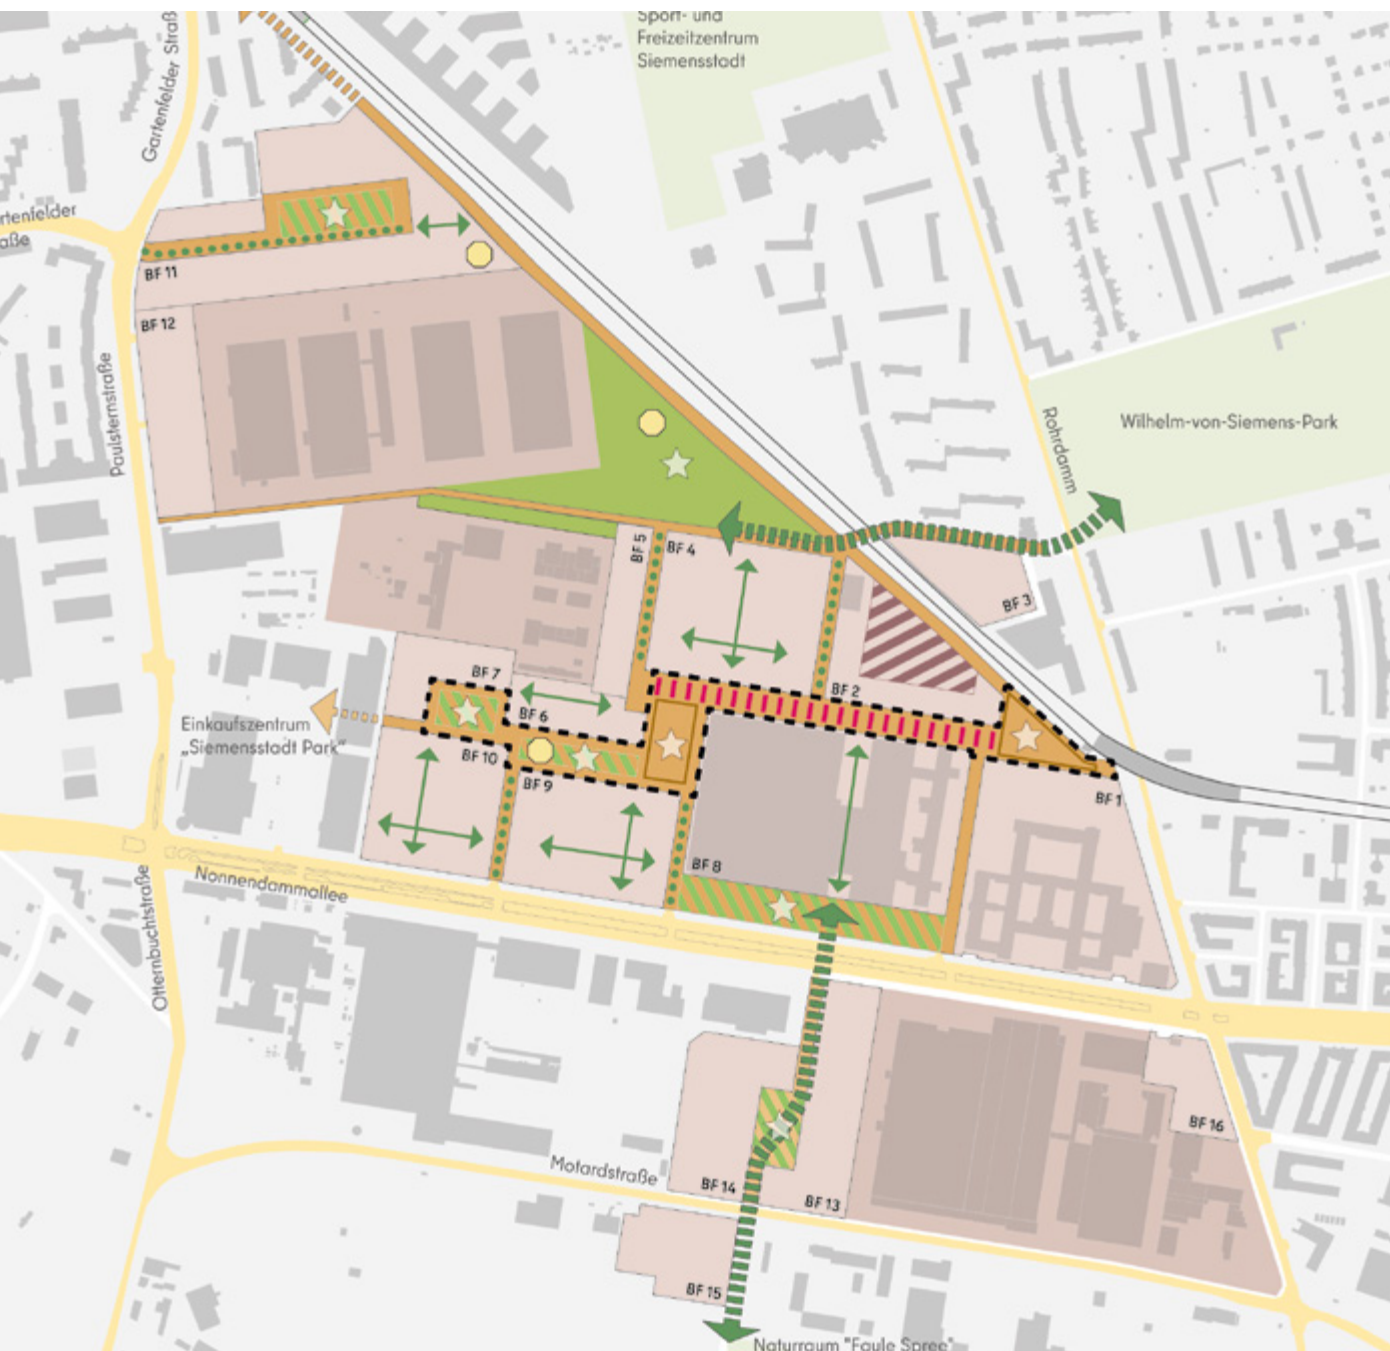 Sport- und
Freizeitzentrum
Siemensstadt
Gartenfelder Straß
rtenfelder
aße
BF 11
BF 12
Paulsternstraße
Rohrdamm
Wilhelm-von-Siemens-Park
BF 5
BF 4
BF 3
BF 7
BF 2
BF 6
Einkaufszentrum
„Siemensstadt Park“
BF 10
BF 9
BF 1
BF 8
Nonnendammallee
Otternbuchtstraße
BF 16
Motardstraße
BF 14
BF 13
BF 15
Naturraum "Faule Spree"